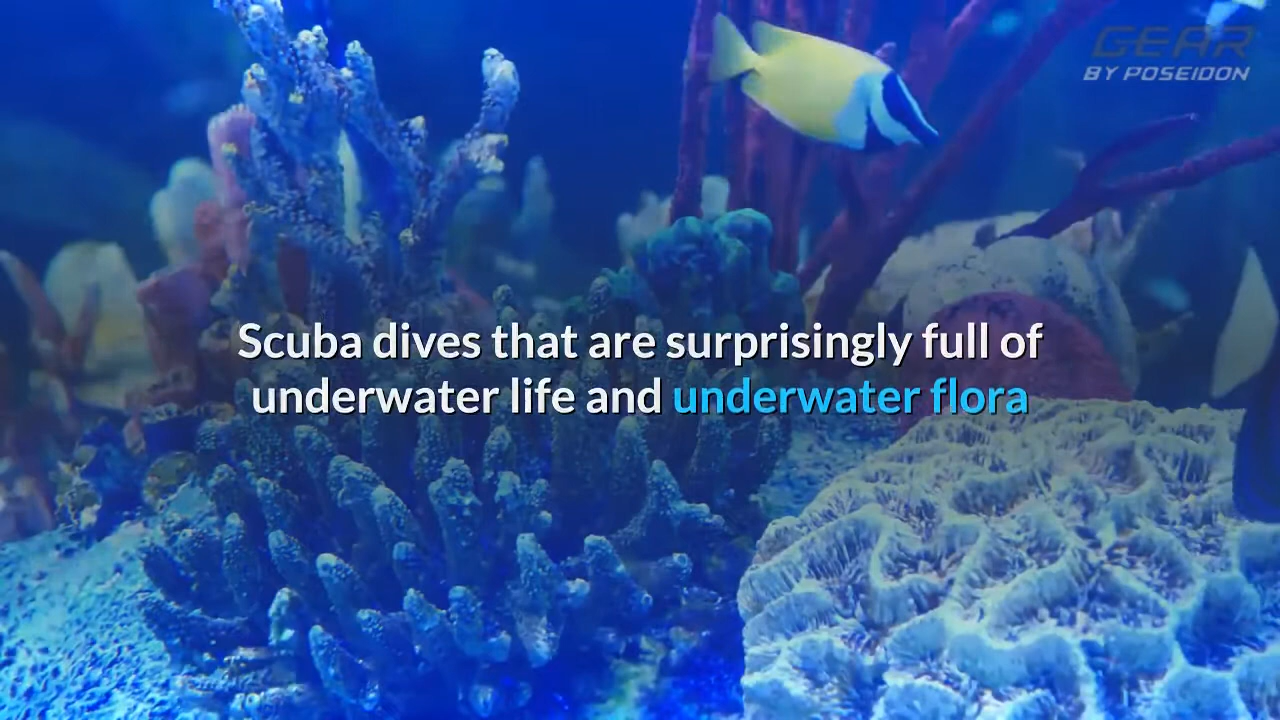 GEAR
BY POSEIDON
Scuba dives that are surprisingly full of
underwater life and underwater flora